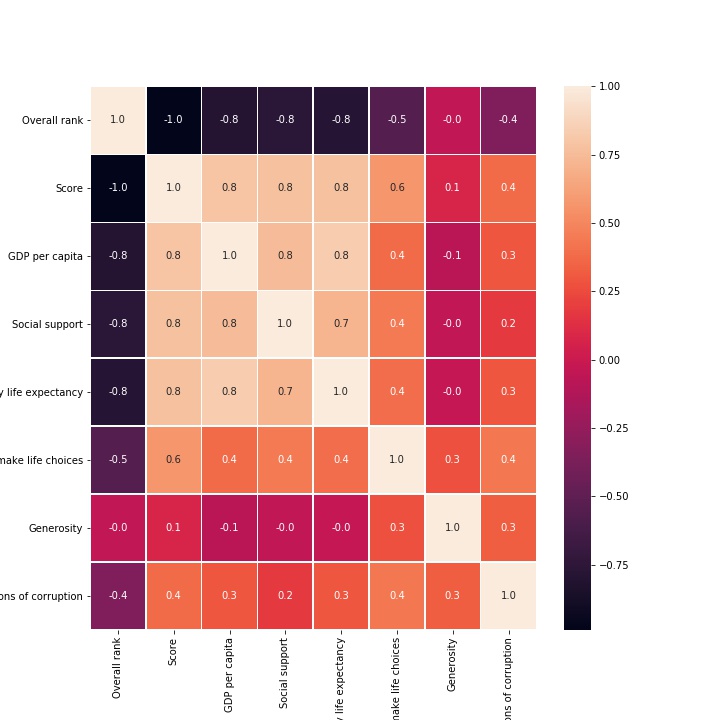 1.00
Overall rank 1.0 -1.0 -0.8 -0.8 -0.8 -0.5 -0.0 -0.4
0.75
Score -1.0 1.0 0.8 0.8 0.8 0.6 0.1 0.4
0.50
GDP per capita -0.8 0.8 1.0 0.8 0.8 0.4 -0.1 0.3
Social support -0.8 0.8 0.8 1.0 0.7 0.4 -0.0 0.2
0.25
0.00
y life expectancy -0.8 0.8 0.8 0.7 1.0 0.4 -0.0 0.3
−0.25
make life choices -0.5 0.6 0.4 0.4 0.4 1.0 0.3 0.4
−0.50
Generosity -0.0 0.1 -0.1 -0.0 -0.0 0.3 1.0 0.3
−0.75
ons of corruption -0.4 0.4 0.3 0.2 0.3 0.4 0.3 1.0
Overall rank
Score
GDP per capita
Social support
y life expectancy
make life choices
Generosity
ons of corruption